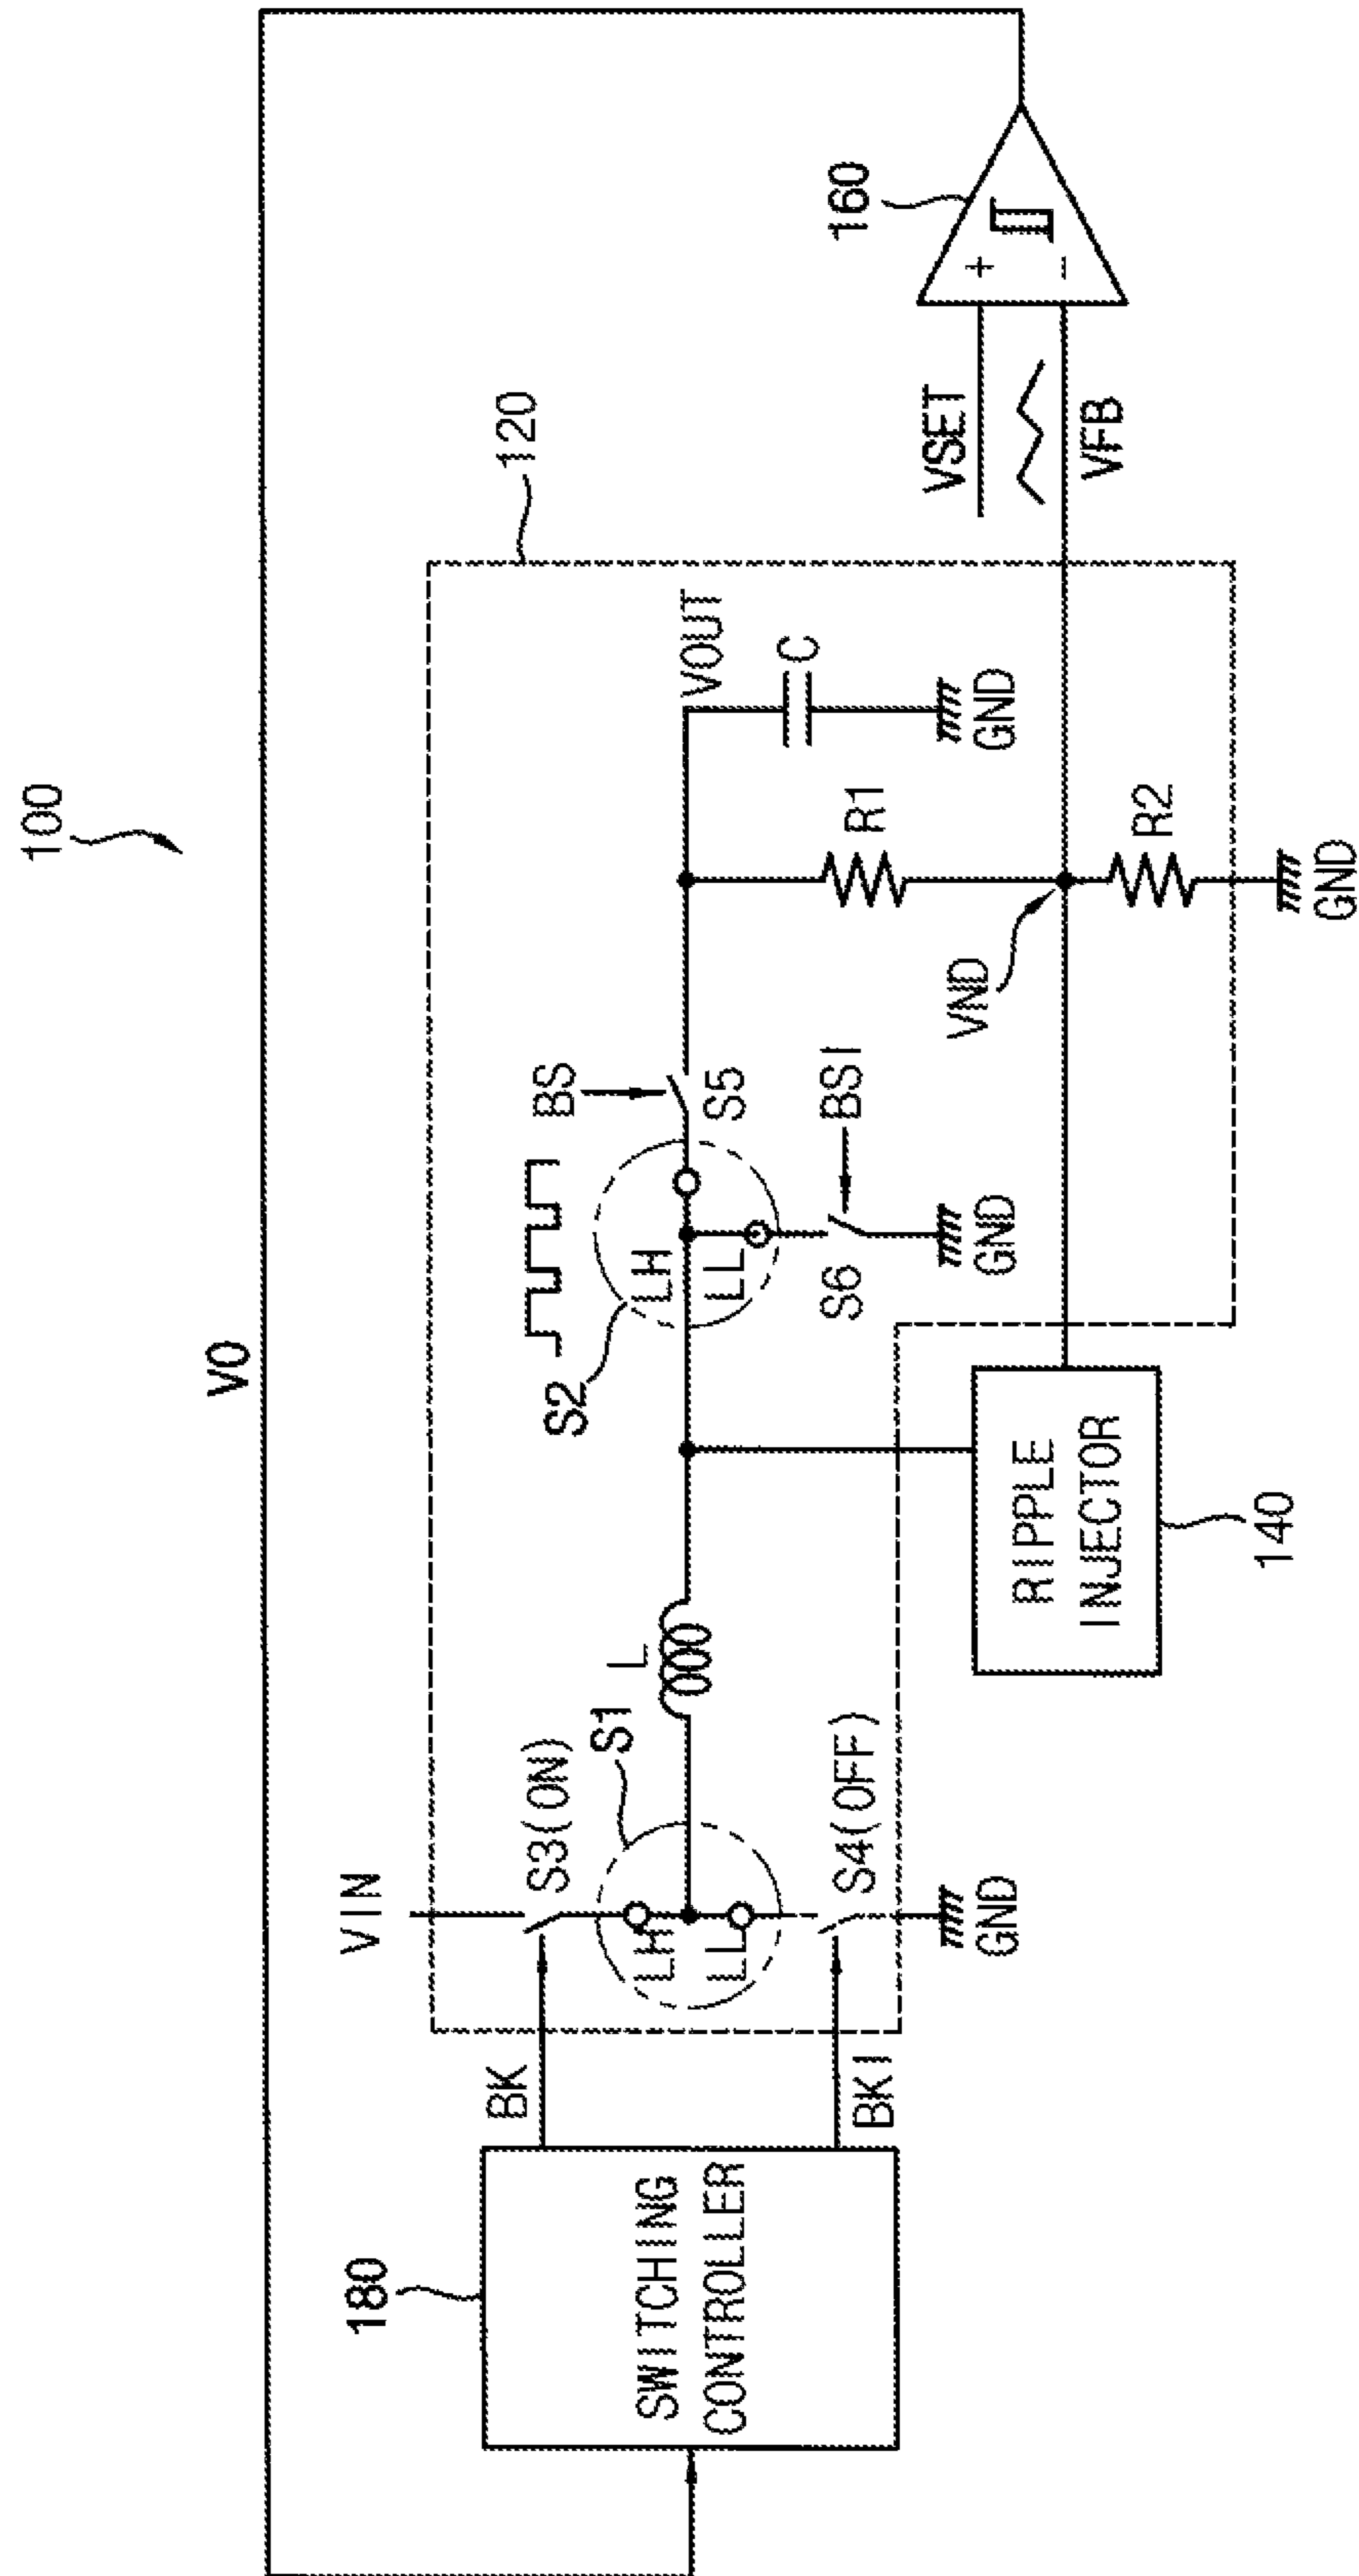 100
VO
180
SWITCHING
CONTROLLER
BK
BKI
VIN
S3(ON)
S1
LH
LL
S4(OFF)
GND
L
S2
LH
LL
BS
S5
S6
BSI
GND
RIPPLE
INJECTOR
140
VND
R1
R2
GND
VOUT
C
GND
120
VSET
VFB
160
+
-